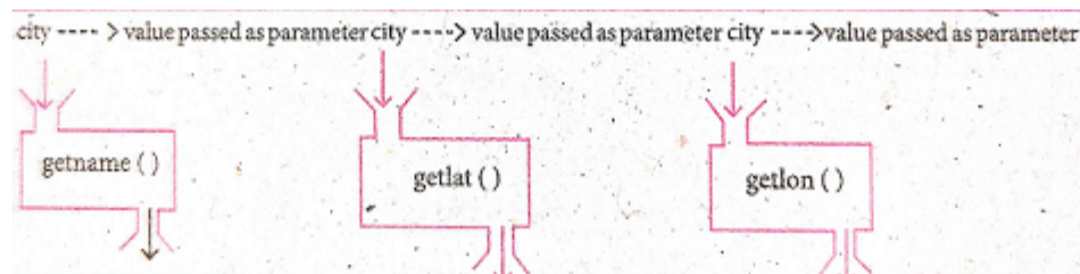 city ---- > value passed as parameter city ----> value passed as parameter city ---->value passed as parameter
getname ( )
getlat ( )
getlon ( )